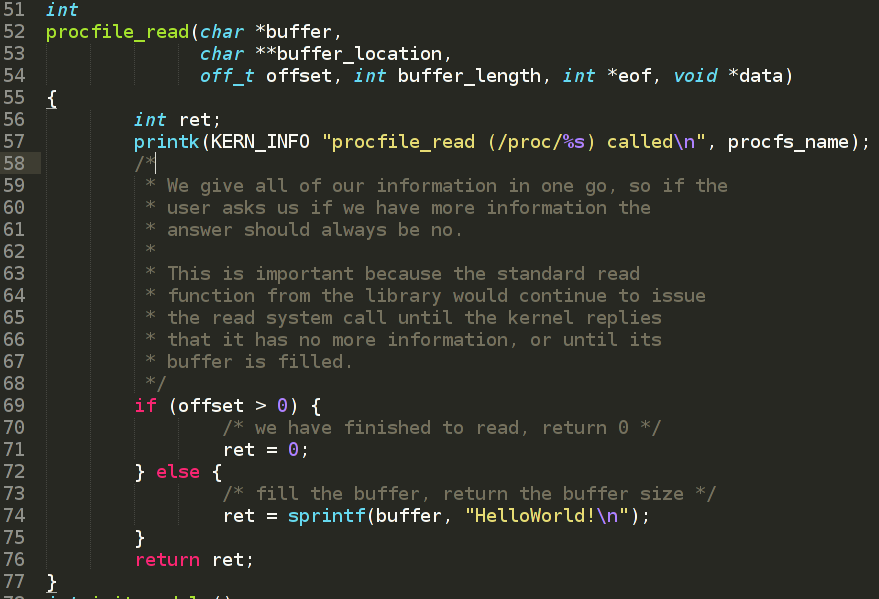 51 int
52 procfile_read(char *buffer,
53               char **buffer_location,
54               off_t offset, int buffer_length, int *eof, void *data)
55 {
56         int ret;
57         printk(KERN_INFO "procfile_read (/proc/%s) called\n", procfs_name);
58         /*
59          * We give all of our information in one go, so if the
60          * user asks us if we have more information the
61          * answer should always be no.
62          *
63          * This is important because the standard read
64          * function from the library would continue to issue
65          * the read system call until the kernel replies
66          * that it has no more information, or until its
67          * buffer is filled.
68          */
69         if (offset > 0) {
70                 /* we have finished to read, return 0 */
71                 ret = 0;
72         } else {
73                 /* fill the buffer, return the buffer size */
74                 ret = sprintf(buffer, "HelloWorld!\n");
75         }
76         return ret;
77 }